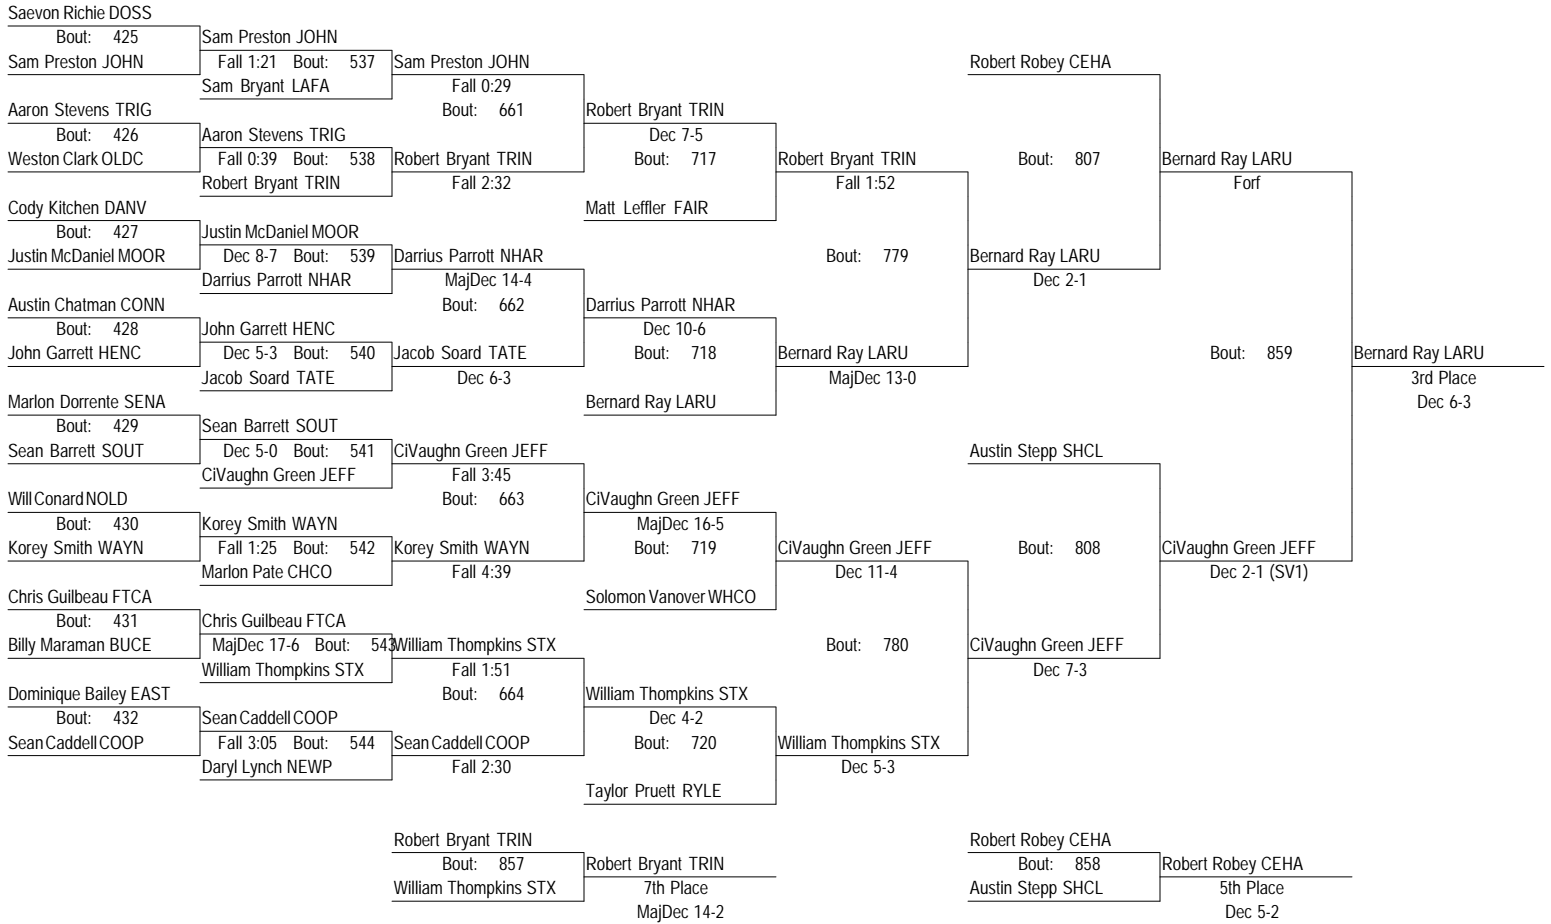 Saevon Richie DOSS
Bout: 425
Sam Preston JOHN
Sam Preston JOHN
Fall 1:21 Bout: 537
Sam Preston JOHN
Robert Robey CEHA
Sam Bryant LAFA
Fall 0:29
Aaron Stevens TRIG
Bout: 661
Robert Bryant TRIN
Bout: 426
Aaron Stevens TRIG
Dec 7-5
Weston Clark OLDC
Fall 0:39 Bout: 538
Robert Bryant TRIN
Bout: 717
Robert Bryant TRIN
Bout: 807
Bernard Ray LARU
Robert Bryant TRIN
Fall 2:32
Fall 1:52
Forf
Cody Kitchen DANV
Matt Leffler FAIR
Bout: 427
Justin McDaniel MOOR
Justin McDaniel MOOR
Dec 8-7 Bout: 539
Darrius Parrott NHAR
Bout: 779
Bernard Ray LARU
Darrius Parrott NHAR
MajDec 14-4
Dec 2-1
Austin Chatman CONN
Bout: 662
Darrius Parrott NHAR
Bout: 428
John Garrett HENC
Dec 10-6
John Garrett HENC
Dec 5-3 Bout: 540
Jacob Soard TATE
Bout: 718
Bernard Ray LARU
Bout: 859
Bernard Ray LARU
Jacob Soard TATE
Dec 6-3
MajDec 13-0
3rd Place
Marlon Dorrente SENA
Bernard Ray LARU
Dec 6-3
Bout: 429
Sean Barrett SOUT
Sean Barrett SOUT
Dec 5-0 Bout: 541
CiVaughn Green JEFF
Austin Stepp SHCL
CiVaughn Green JEFF
Fall 3:45
Will Conard NOLD
Bout: 663
CiVaughn Green JEFF
Bout: 430
Korey Smith WAYN
MajDec 16-5
Korey Smith WAYN
Fall 1:25 Bout: 542
Korey Smith WAYN
Bout: 719
CiVaughn Green JEFF
Bout: 808
CiVaughn Green JEFF
Marlon Pate CHCO
Fall 4:39
Dec 11-4
Dec 2-1 (SV1)
Chris Guilbeau FTCA
Solomon Vanover WHCO
Bout: 431
Chris Guilbeau FTCA
Billy Maraman BUCE
MajDec 17-6 Bout: 543
William Thompkins STX
Bout: 780
CiVaughn Green JEFF
William Thompkins STX
Fall 1:51
Dec 7-3
Dominique Bailey EAST
Bout: 664
William Thompkins STX
Bout: 432
Sean Caddell COOP
Dec 4-2
Sean Caddell COOP
Fall 3:05 Bout: 544
Sean Caddell COOP
Bout: 720
William Thompkins STX
Daryl Lynch NEWP
Fall 2:30
Dec 5-3
Taylor Pruett RYLE
Robert Bryant TRIN
Bout: 857
Robert Bryant TRIN
William Thompkins STX
7th Place
MajDec 14-2
Robert Robey CEHA
Bout: 858
Robert Robey CEHA
Austin Stepp SHCL
5th Place
Dec 5-2